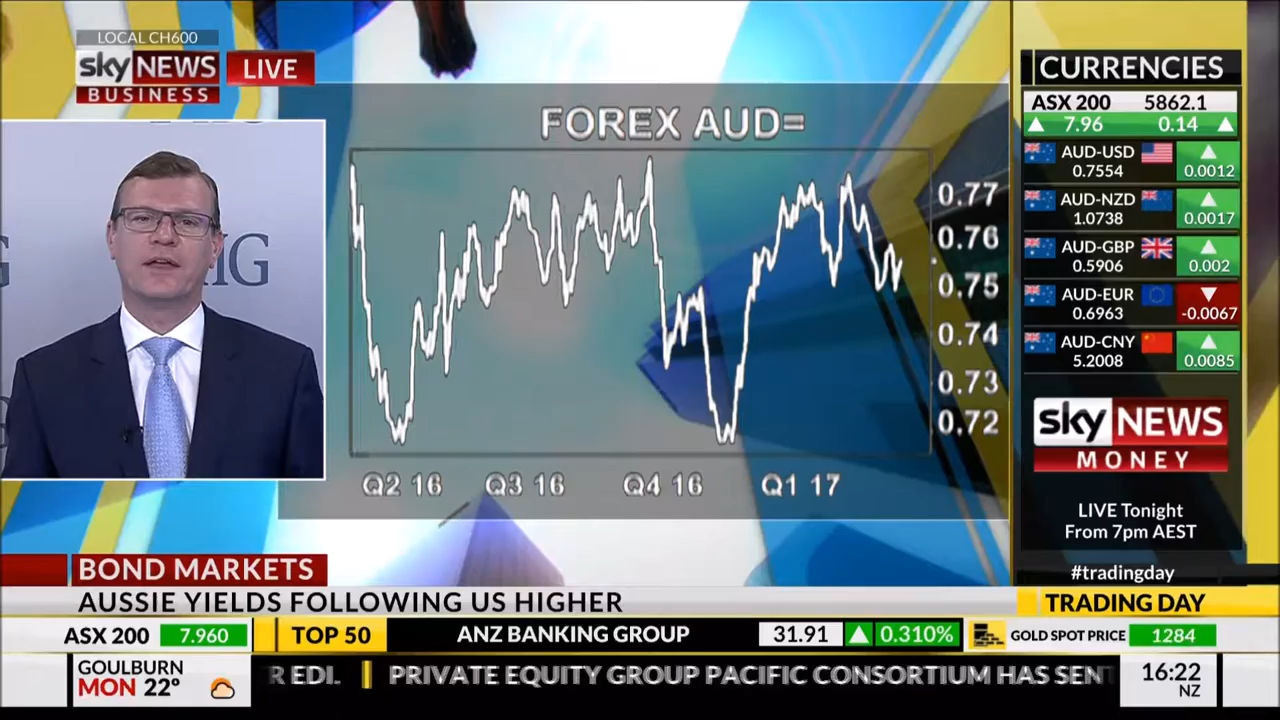 LOCAL CH600
sky NEWS
BUSINESS
LIVE
IG
FOREX AUD=
0.77
0.76
0.75
0.74
0.73
0.72
Q2 16 Q3 16 Q4 16 Q1 17
CURRENCIES
ASX 200 5862.1
7.96 0.14
AUD-USD
0.7554 0.0012
AUD-NZD
1.0738 0.0017
AUD-GBP
0.5906 0.002
AUD-EUR
0.6963 -0.0067
AUD-CNY
5.2008 0.0085
sky NEWS
MONEY
LIVE Tonight
From 7pm AEST
#tradingday
TRADING DAY
BOND MARKETS
AUSSIE YIELDS FOLLOWING US HIGHER
ASX 200 7.960 TOP 50 ANZ BANKING GROUP 31.91 0.310% GOLD SPOT PRICE 1284
GOULBURN
MON 22°
R EDI. | PRIVATE EQUITY GROUP PACIFIC CONSORTIUM HAS SENT
16:22
NZ